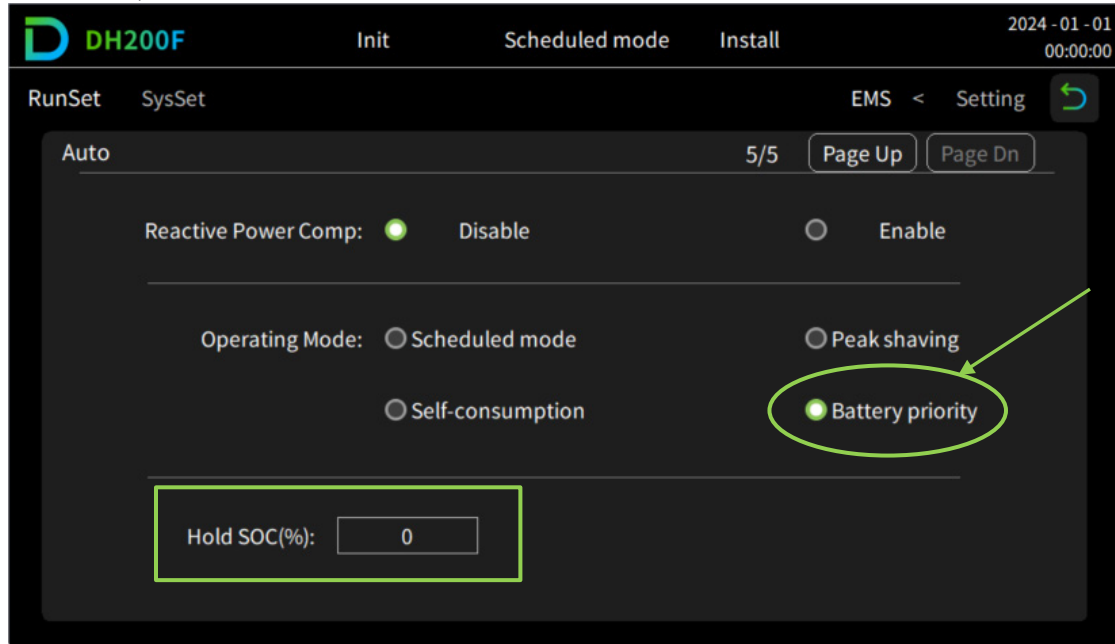 DH200F Init Scheduled mode Install 2024 - 01 - 01
00:00:00
RunSet SysSet EMS < Setting
Auto 5/5 Page Up Page Dn
Reactive Power Comp: Disable Enable
Operating Mode: Scheduled mode Peak shaving
Self-consumption Battery priority
Hold SOC(%): 0